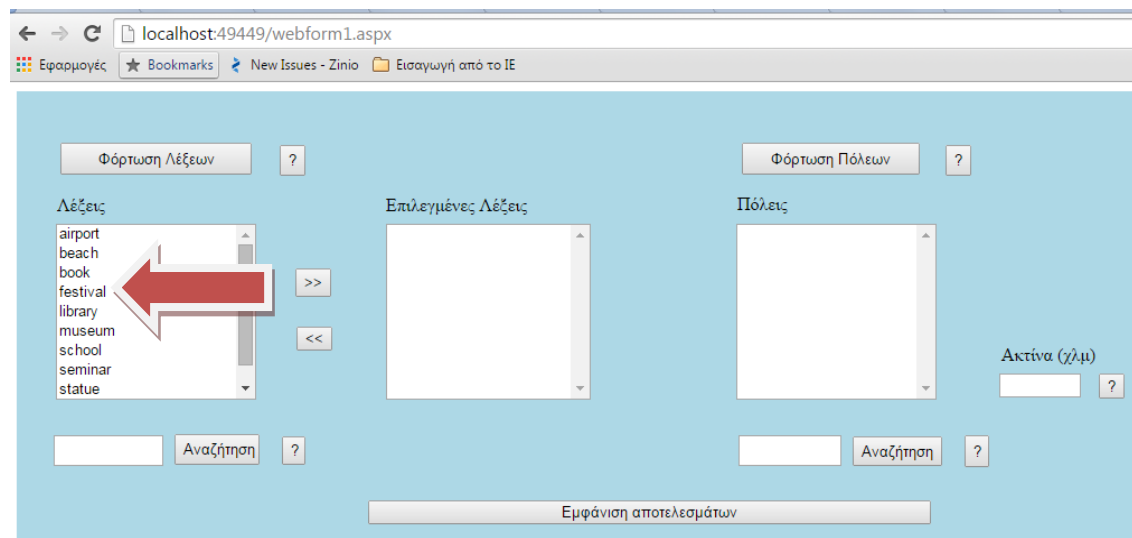 localhost:49449/webform1.aspx
Εφαρμογές Bookmarks New Issues - Zinio Εισαγωγή από το IE
Φόρτωση Λέξεων ? Φόρτωση Πόλεων ?
Λέξεις Επιλεγμένες Λέξεις Πόλεις
airport
beach
book
festival
library
museum
school
seminar
statue
>>
<<
Ακτίνα (χλμ)
?
Αναζήτηση ? Αναζήτηση ?
Εμφάνιση αποτελεσμάτων